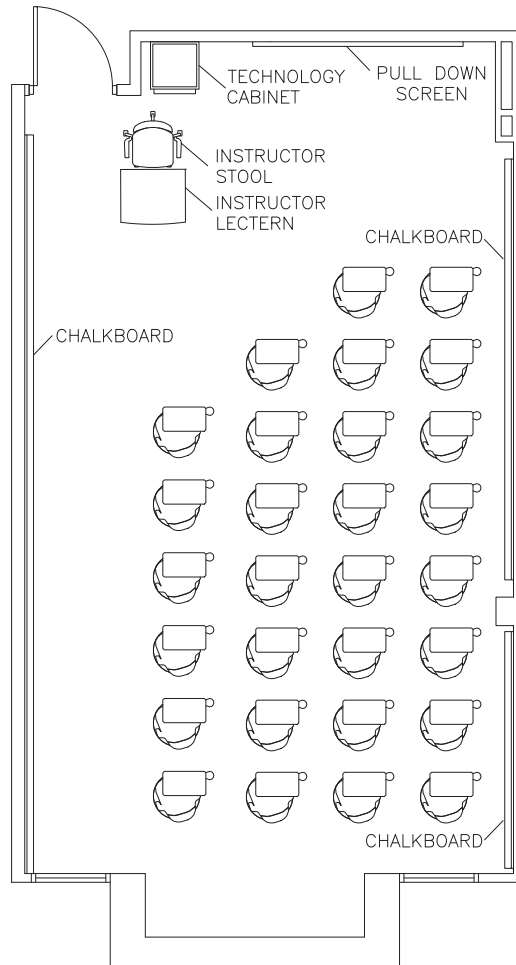 TECHNOLOGY
CABINET
PULL DOWN
SCREEN
INSTRUCTOR
STOOL
INSTRUCTOR
LECTERN
CHALKBOARD
CHALKBOARD
CHALKBOARD